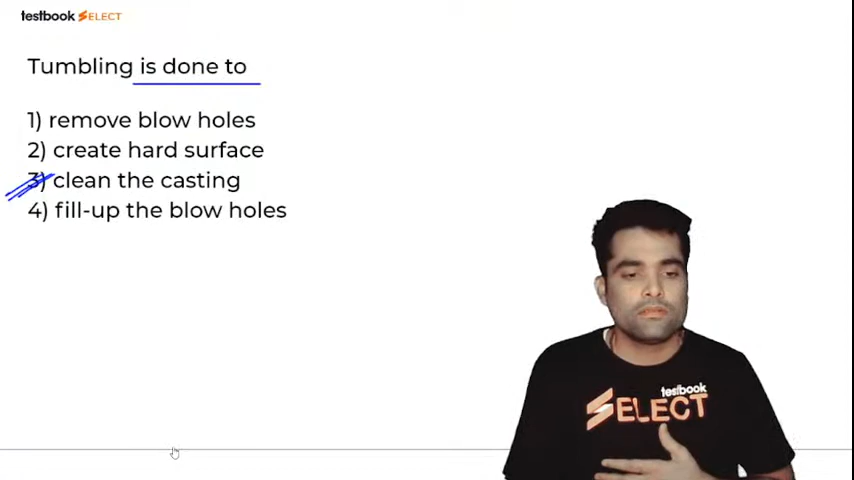 testbook SELECT
Tumbling is done to
1) remove blow holes
2) create hard surface
3) clean the casting
4) fill-up the blow holes
testbook
SELECT